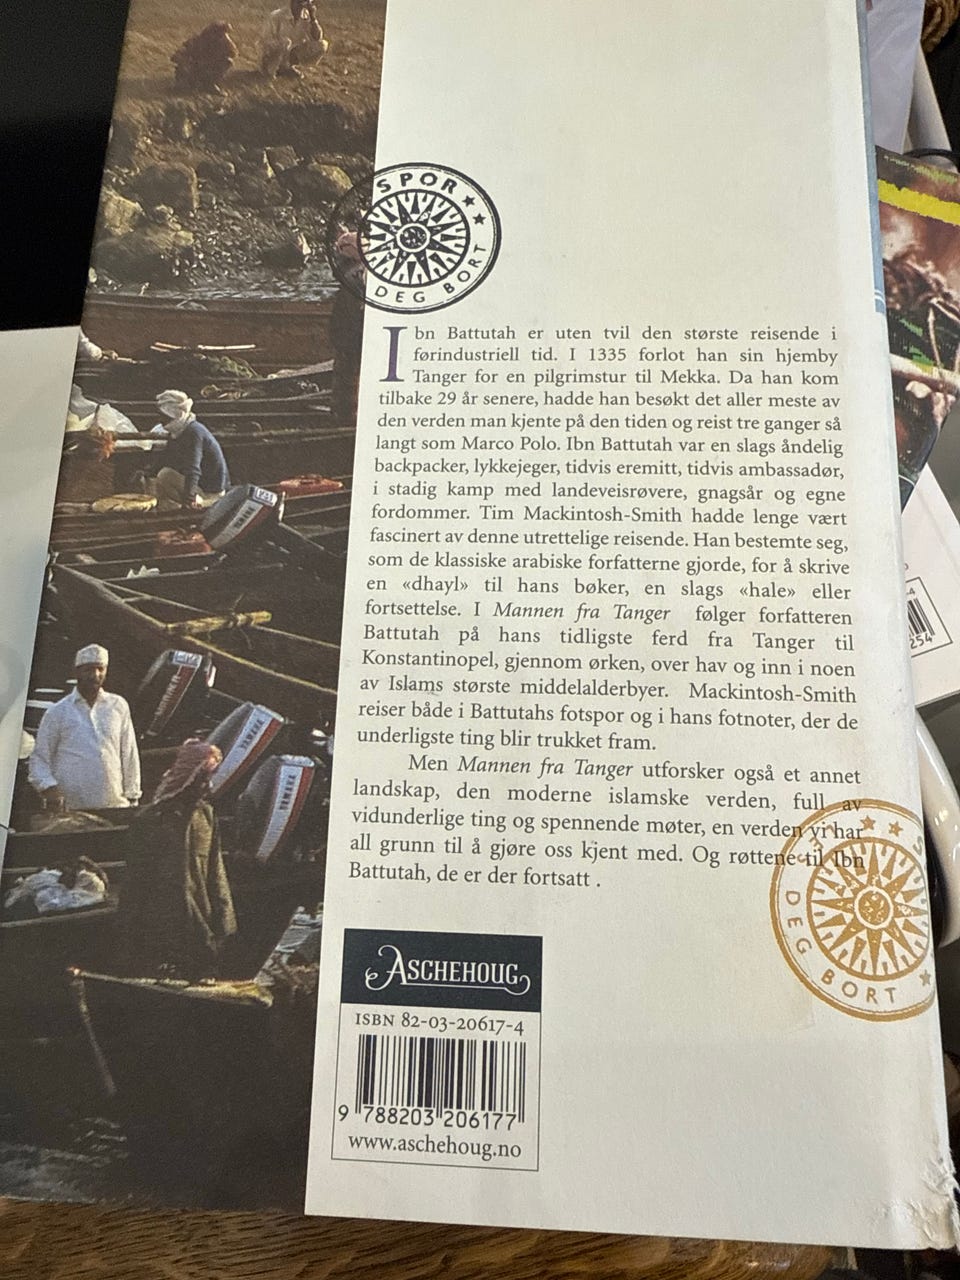 SPOR
DEG BORT
Ibn Battutah er uten tvil den største reisende i
førindustriell tid. I 1335 forlot han sin hjemby
Tanger for en pilgrimstur til Mekka. Da han kom
tilbake 29 år senere, hadde han besøkt det aller meste av
den verden man kjente på den tiden og reist tre ganger så
langt som Marco Polo. Ibn Battutah var en slags åndelig
backpacker, lykkejeger, tidvis eremitt, tidvis ambassadør,
i stadig kamp med landeveisrøvere, gnagsår og egne
fordommer. Tim Mackintosh-Smith hadde lenge vært
fascinert av denne utrettelige reisende. Han bestemte seg,
som de klassiske arabiske forfatterne gjorde, for å skrive
en «dhayl» til hans bøker, en slags «hale» eller
fortsettelse. I Mannen fra Tanger følger forfatteren
Battutah på hans tidligste ferd fra Tanger til
Konstantinopel, gjennom ørken, over hav og inn i noen
av Islams største middelalderbyer. Mackintosh-Smith
reiser både i Battutahs fotspor og i hans fotnoter, der de
underligste ting blir trukket fram.
Men Mannen fra Tanger utforsker også et annet
landskap, den moderne islamske verden, full av
vidunderlige ting og spennende møter, en verden vi har
all grunn til å gjøre oss kjent med. Og røttene til Ibn
Battutah, de er der fortsatt .
DEG BORT
ASCHEHOUG
ISBN 82-03-20617-4
9 788203 206177
www.aschehoug.no
YAMAHA
YAMAHA
YAMAHA
YAMAHA
254